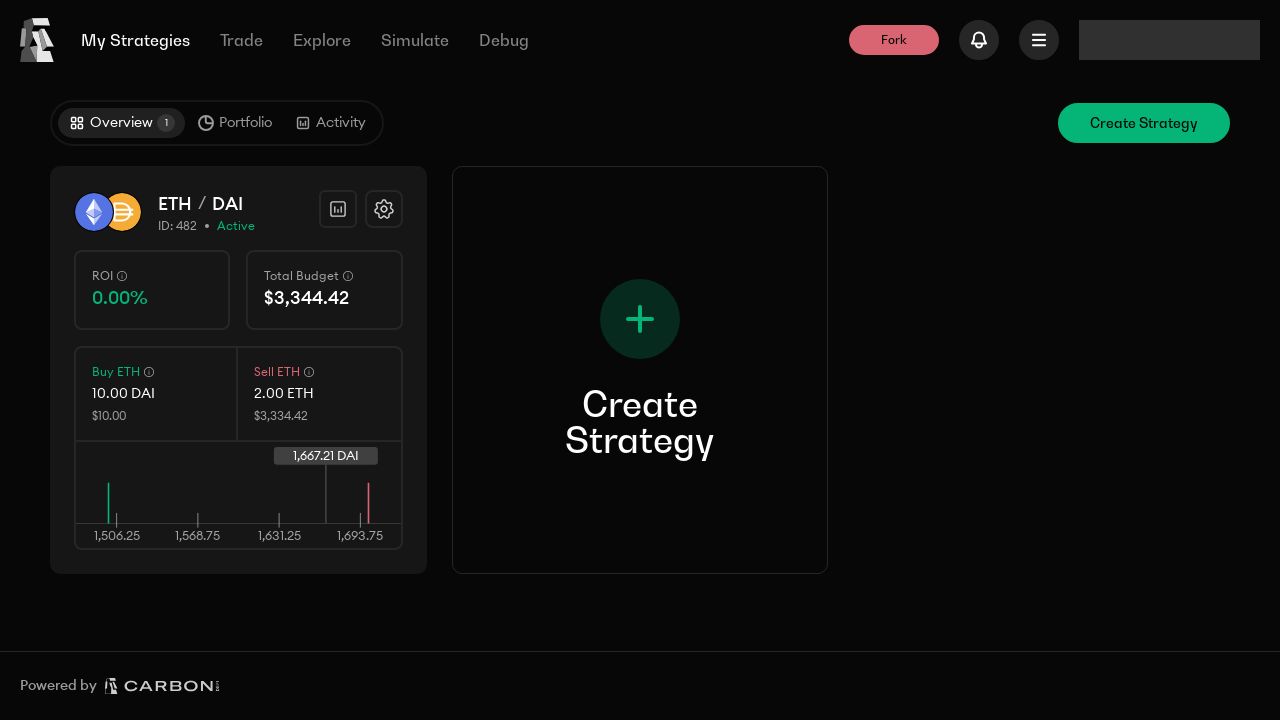 My Strategies
Trade
Explore
Simulate
Debug
Fork
Overview 1
Portfolio
Activity
Create Strategy
ETH / DAI
ID: 482 • Active
ROI
0.00%
Total Budget
$3,344.42
Buy ETH
10.00 DAI
$10.00
Sell ETH
2.00 ETH
$3,334.42
1,667.21 DAI
1,506.25
1,568.75
1,631.25
1,693.75
Create
Strategy
Powered by CARBON